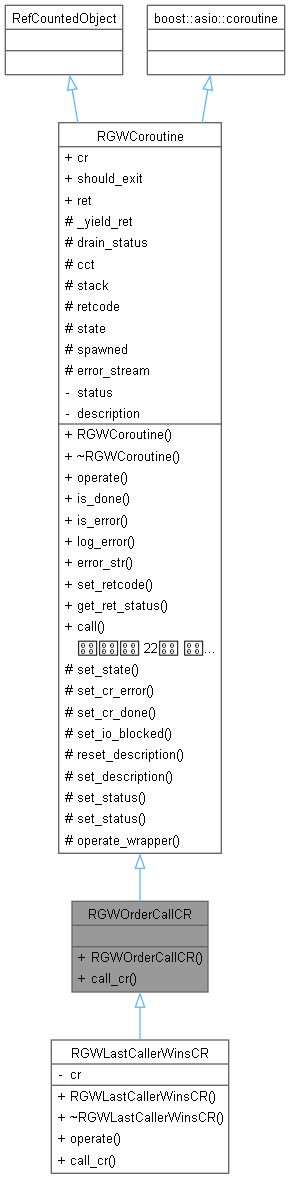 RefCountedObject
boost::asio::coroutine
RGWCoroutine
+ cr
+ should_exit
+ ret
# _yield_ret
# drain_status
# cct
# stack
# retcode
# state
# spawned
# error_stream
- status
- description
+ RGWCoroutine()
+ ~RGWCoroutine()
+ operate()
+ is_done()
+ is_error()
+ log_error()
+ error_str()
+ set_retcode()
+ get_ret_status()
+ call()
22 ...
# set_state()
# set_cr_error()
# set_cr_done()
# set_io_blocked()
# reset_description()
# set_description()
# set_status()
# set_status()
# operate_wrapper()
RGWOrderCallCR
+ RGWOrderCallCR()
+ call_cr()
RGWLastCallerWinsCR
- cr
+ RGWLastCallerWinsCR()
+ ~RGWLastCallerWinsCR()
+ operate()
+ call_cr()